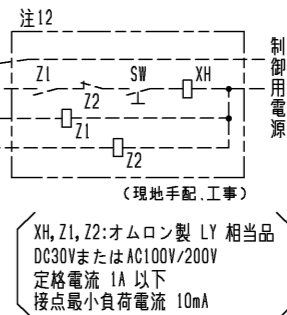 注12
Z1
Z2
SW
XH
Z1
Z2
制御用電源
(現地手配、工事)
XH,Z1,Z2:オムロン製 LY 相当品
DC30VまたはAC100V/200V
定格電流 1A 以下
接点最小負荷電流 10mA